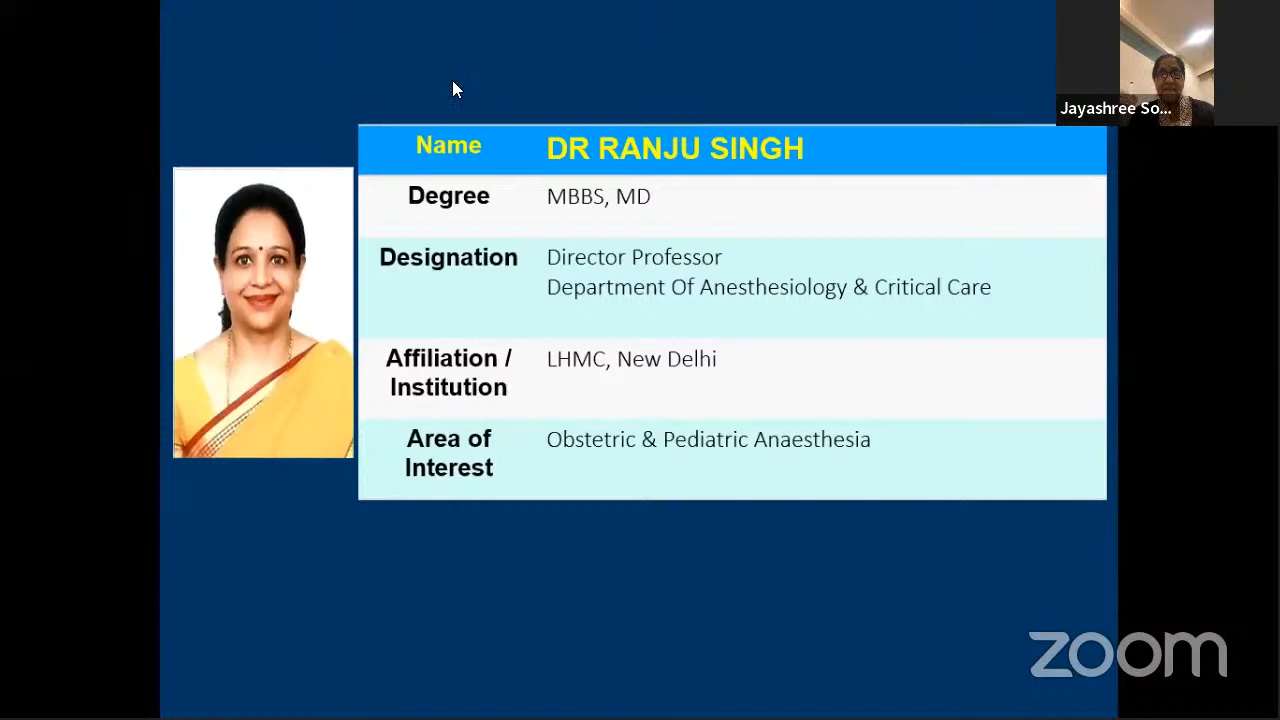 Jayashree So...
Name DR RANJU SINGH
Degree MBBS, MD
Designation Director Professor
Department Of Anesthesiology & Critical Care
Affiliation / LHMC, New Delhi
Institution
Area of Obstetric & Pediatric Anaesthesia
Interest
zoom